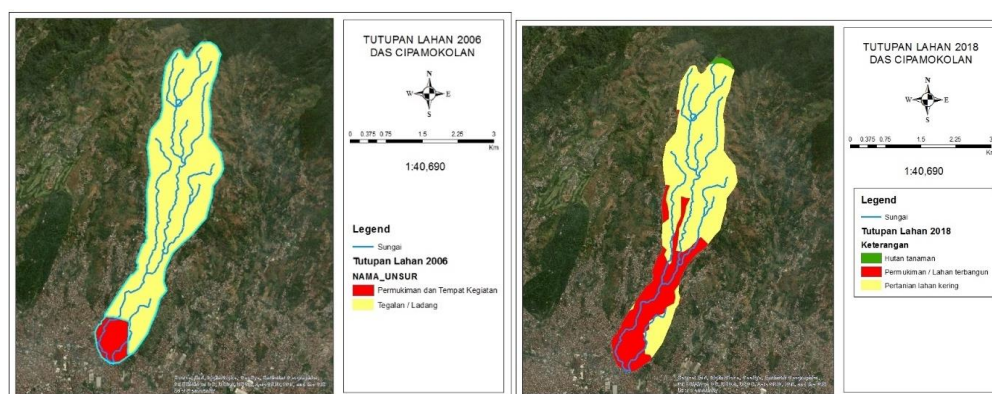 TUTUPAN LAHAN 2006
DAS CIPAMOKOLAN
N
W E
S
0 0.375 0.75 1.5 2.25 3
Km
1:40,690
Legend
Sungai
Tutupan Lahan 2006
NAMA_UNSUR
Permukiman dan Tempat Kegiatan
Tegalan / Ladang
TUTUPAN LAHAN 2018
DAS CIPAMOKOLAN
N
W E
S
0 0.375 0.75 1.5 2.25 3
Km
1:40,690
Legend
Sungai
Tutupan Lahan 2018
Keterangan
Hutan tanaman
Permukiman / Lahan terbangun
Pertanian lahan kering